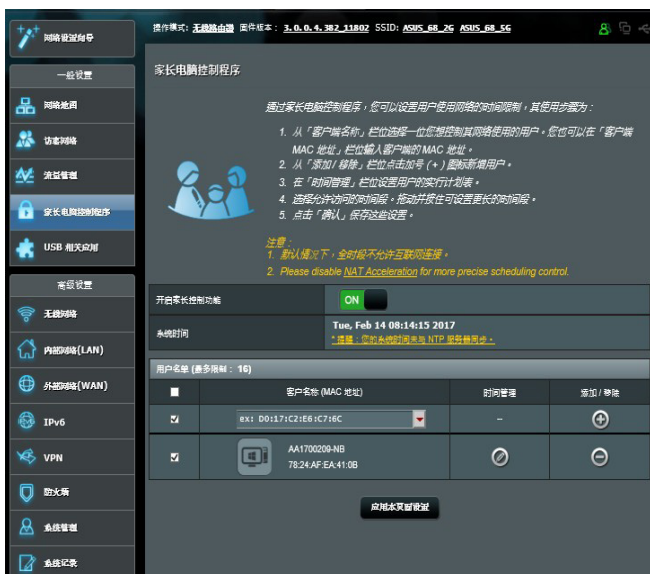 操作模式: 无线路由器 固件版本: 3.0.0.4.382_11802 SSID: ASUS_68_2G ASUS_68_5G
网络设置向导
一般设置
网络地图
访客网络
流量管理
家长电脑控制程序
USB 相关应用
高级设置
无线网络
内部网络(LAN)
外部网络(WAN)
IPv6
VPN
防火墙
系统管理
系统记录
家长电脑控制程序
通过家长电脑控制程序，您可以设置用户使用网络的时间限制，其使用步骤为：
1. 从「客户端名称」栏位选择一位您想控制其网络使用的用户。您也可以在「客户端
MAC 地址」栏位输入客户端的 MAC 地址。
2. 从「添加 / 移除」栏位点击加号 ( + ) 图标新增用户。
3. 在「时间管理」栏位设置用户的实行计划表。
4. 选择允许访问的时间段。拖动并按住可设置更长的时间段。
5. 点击「确认」保存这些设置。
注意：
1. 默认情况下，全时段不允许互联网连接。
2. Please disable NAT Acceleration for more precise scheduling control.
开启家长控制功能 ON
系统时间 Tue, Feb 14 08:14:15 2017
* 提醒：您的系统时间未与 NTP 服务器同步。
用户名单 (最多限制 : 16)
客户名称 (MAC 地址) 时间管理 添加 / 移除
ex: D0:17:C2:E6:C7:6C –
AA1700209-NB
78:24:AF:EA:41:0B
应用本页面设置